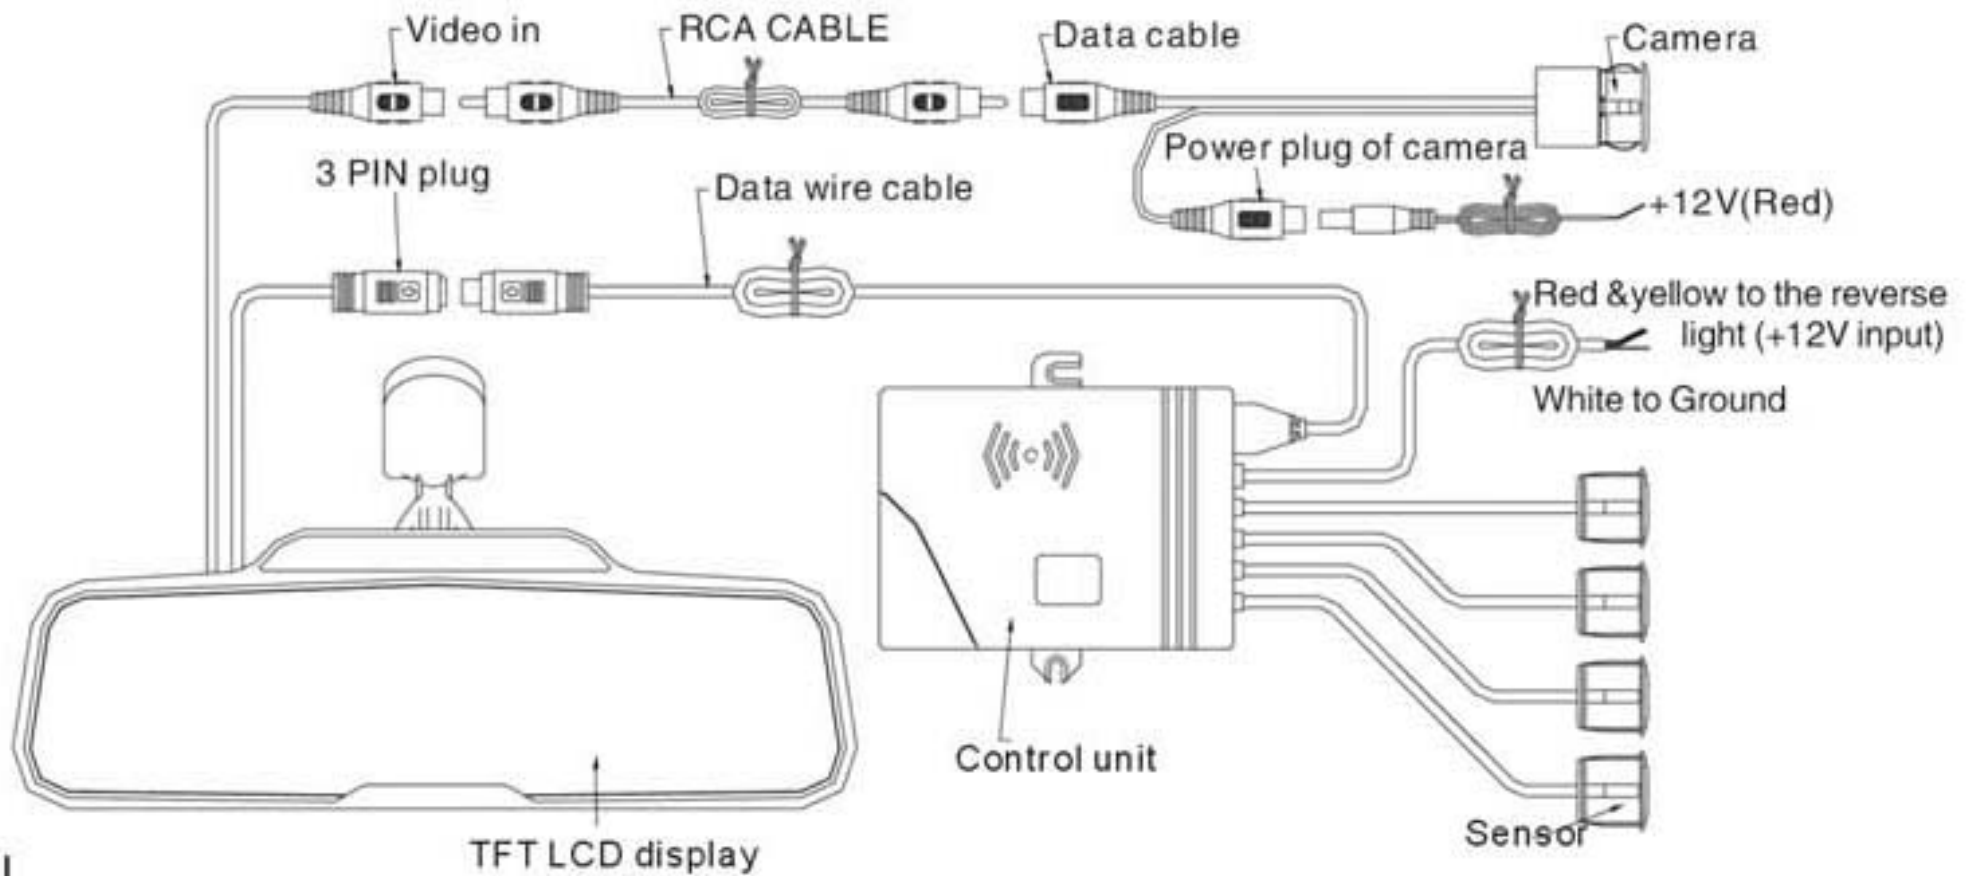 Video in
RCA CABLE
Data cable
Camera
Power plug of camera
3 PIN plug
Data wire cable
+12V(Red)
Red &yellow to the reverse
light (+12V input)
White to Ground
Control unit
Sensor
TFT LCD display